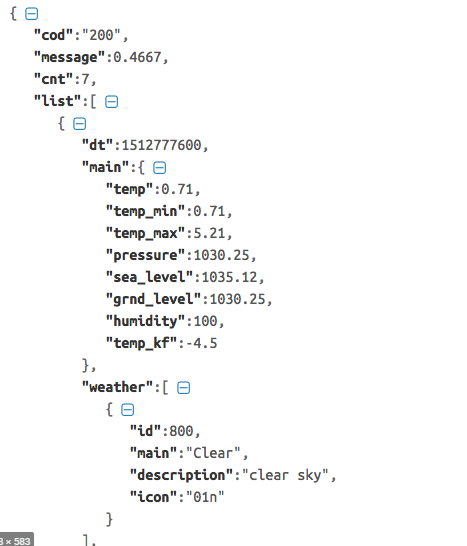 {
"cod":"200",
"message":0.4667,
"cnt":7,
"list":[
{
"dt":1512777600,
"main":{
"temp":0.71,
"temp_min":0.71,
"temp_max":5.21,
"pressure":1030.25,
"sea_level":1035.12,
"grnd_level":1030.25,
"humidity":100,
"temp_kf":-4.5
},
"weather":[
{
"id":800,
"main":"Clear",
"description":"clear sky",
"icon":"01n"
}
],
× 583